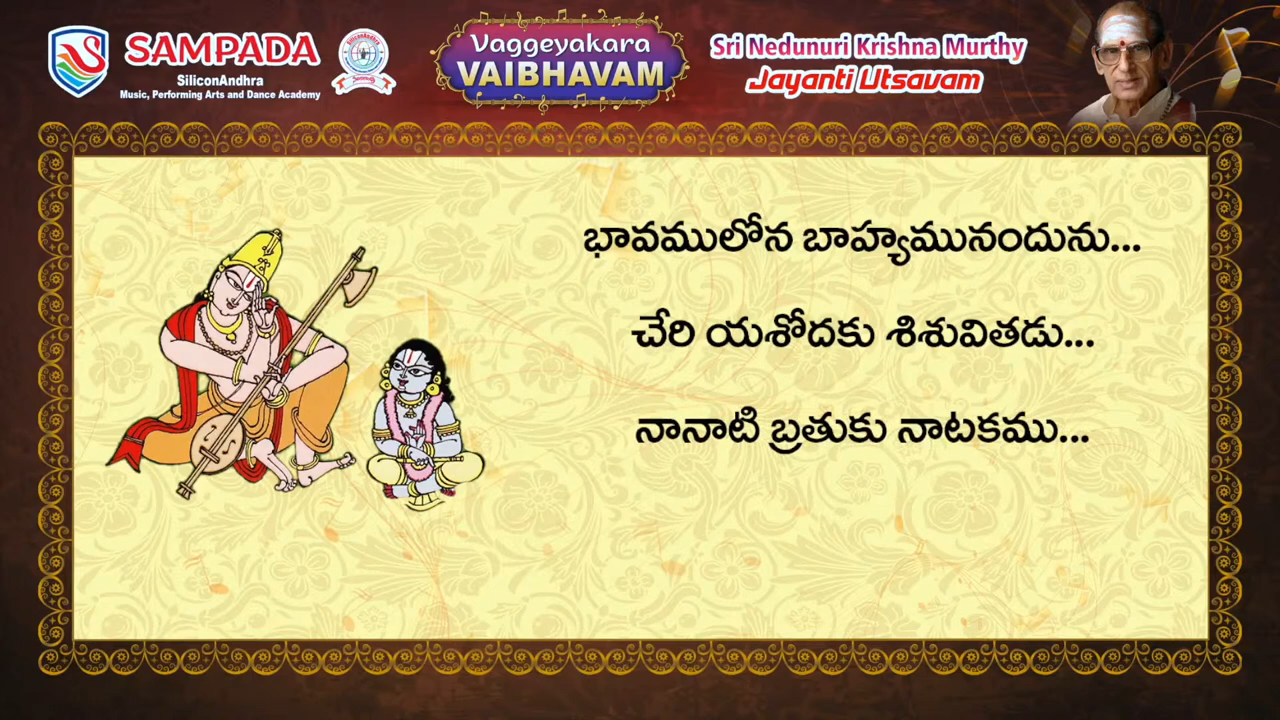 SAMPADA
SiliconAndhra
Music, Performing Arts and Dance Academy
Vaggeyakara
VAIBHAVAM
Sri Nedunuri Krishna Murthy
Jayanti Utsavam
భావములోన బాహ్యమునందును...
చేరి యశోదకు శిశువితడు...
నానాటి బ్రతుకు నాటకము...